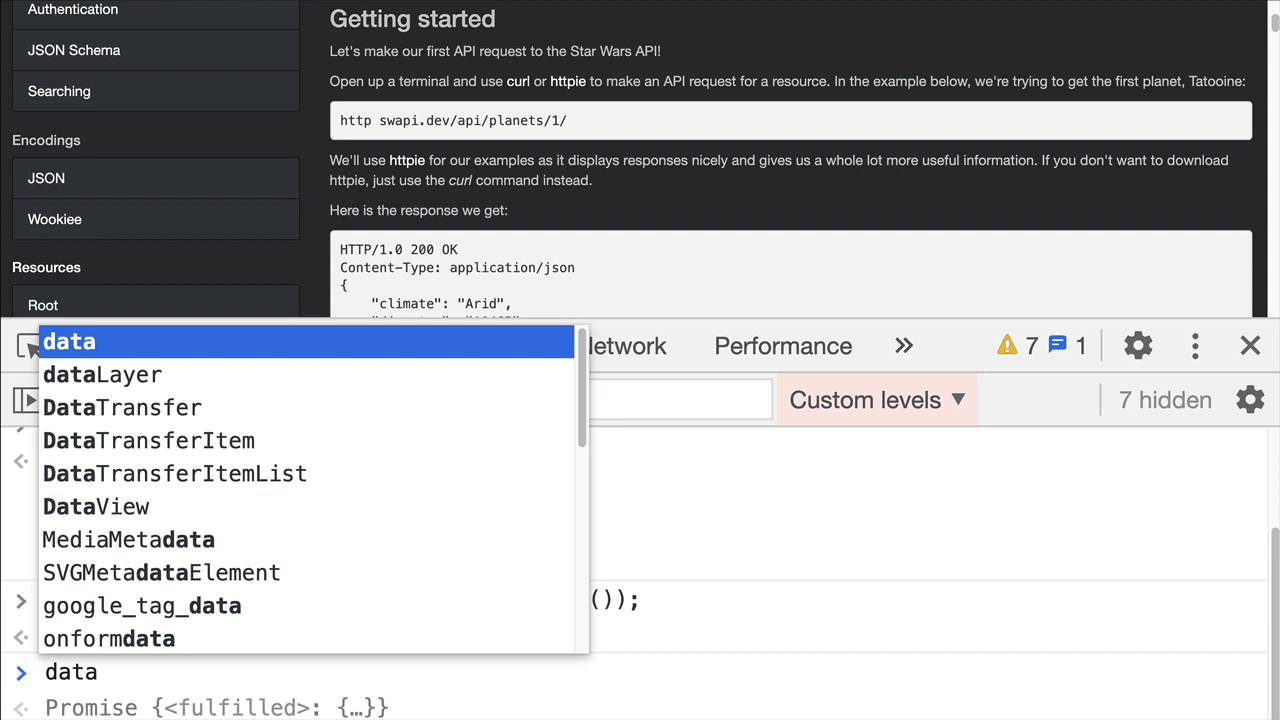 Authentication
JSON Schema
Searching
Encodings
JSON
Wookiee
Resources
Root
Getting started
Let's make our first API request to the Star Wars API!
Open up a terminal and use curl or httpie to make an API request for a resource. In the example below, we're trying to get the first planet, Tatooine:
http swapi.dev/api/planets/1/
We'll use httpie for our examples as it displays responses nicely and gives us a whole lot more useful information. If you don't want to download
httpie, just use the curl command instead.
Here is the response we get:
HTTP/1.0 200 OK
Content-Type: application/json
{
"climate": "Arid",
Network Performance » 7 1
Custom levels ▼ 7 hidden
data
dataLayer
DataTransfer
DataTransferItem
DataTransferItemList
DataView
MediaMetadata
SVGMetadataElement
google_tag_data
onformdata
());
> data
Promise {<fulfilled>: {…}}